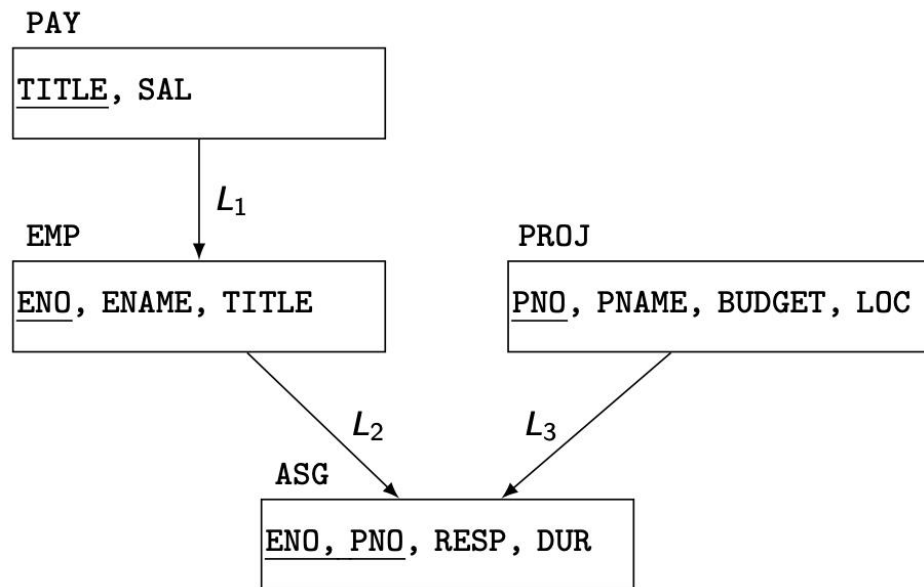 PAY
TITLE, SAL
L1
EMP
PROJ
ENO, ENAME, TITLE
PNO, PNAME, BUDGET, LOC
L2
L3
ASG
ENO, PNO, RESP, DUR